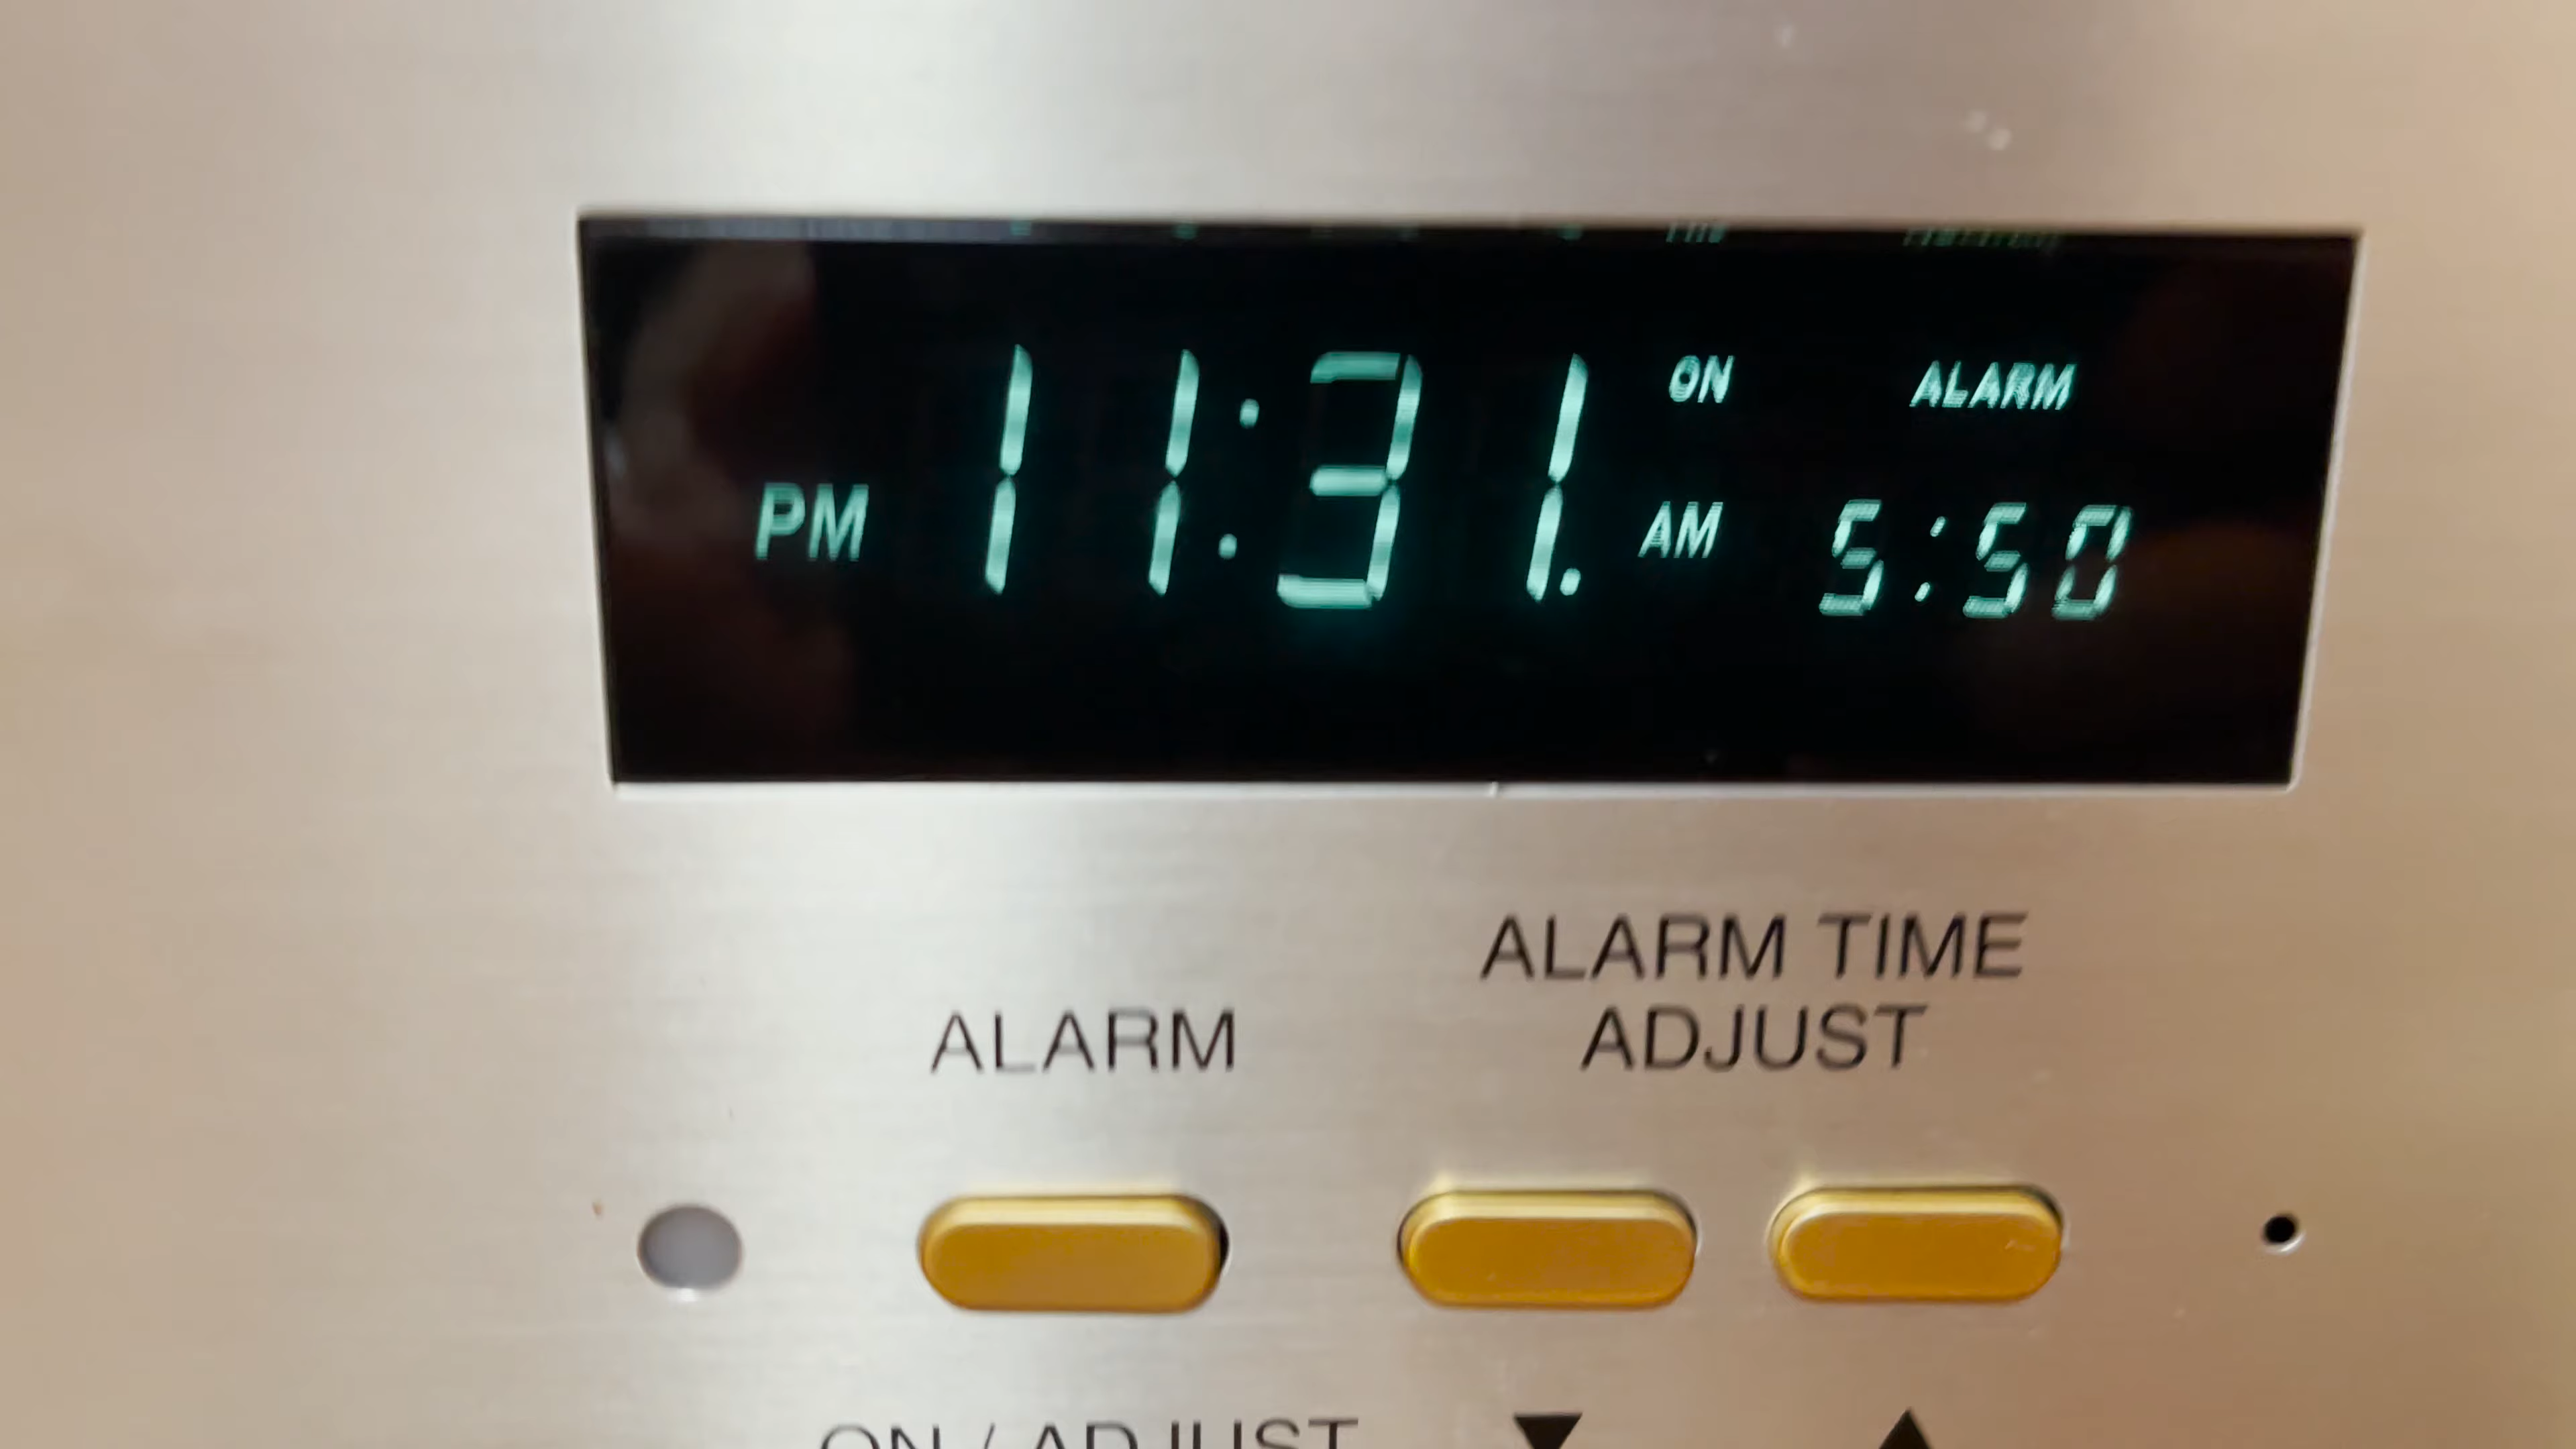 PM 11:31. ON ALARM
AM 5:50
ALARM TIME
ADJUST
ALARM
ON / ADJUST ▼ ▲